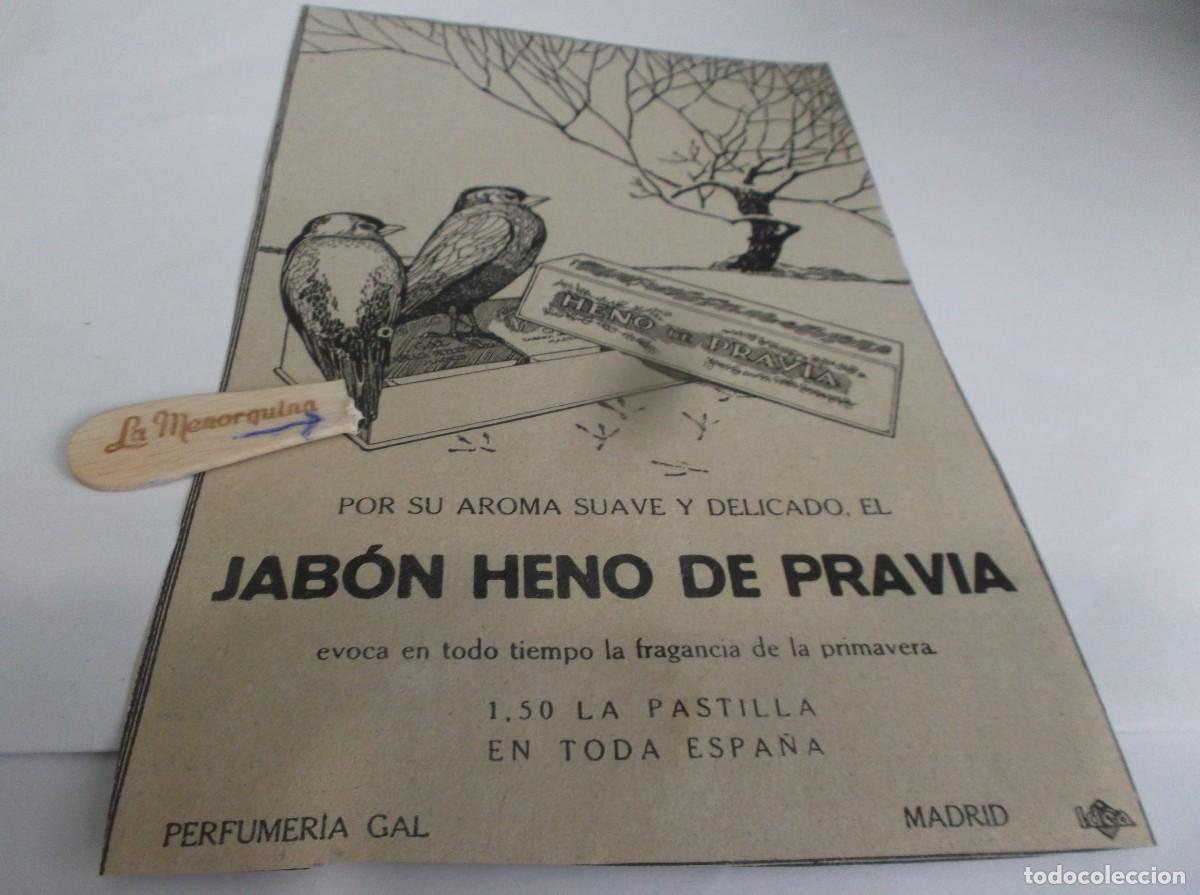 HENO DE PRAVIA
La Menorquina
POR SU AROMA SUAVE Y DELICADO, EL
JABÓN HENO DE PRAVIA
evoca en todo tiempo la fragancia de la primavera
1,50 LA PASTILLA
EN TODA ESPAÑA
PERFUMERÍA GAL
MADRID
todocoleccion